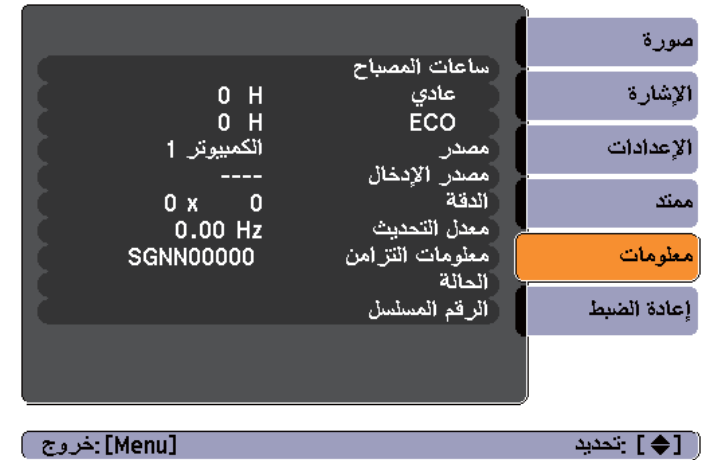 صورة
الإشارة
الإعدادات
ممتد
معلومات
إعادة الضبط
ساعات المصباح
عادي 0 H
ECO 0 H
مصدر الكمبيوتر 1
مصدر الإدخال ----
الدقة 0 x 0
معدل التحديث 0.00 Hz
معلومات التزامن SGNN00000
الحالة
الرقم المسلسل
[◆] :تحديد [Menu] :خروج